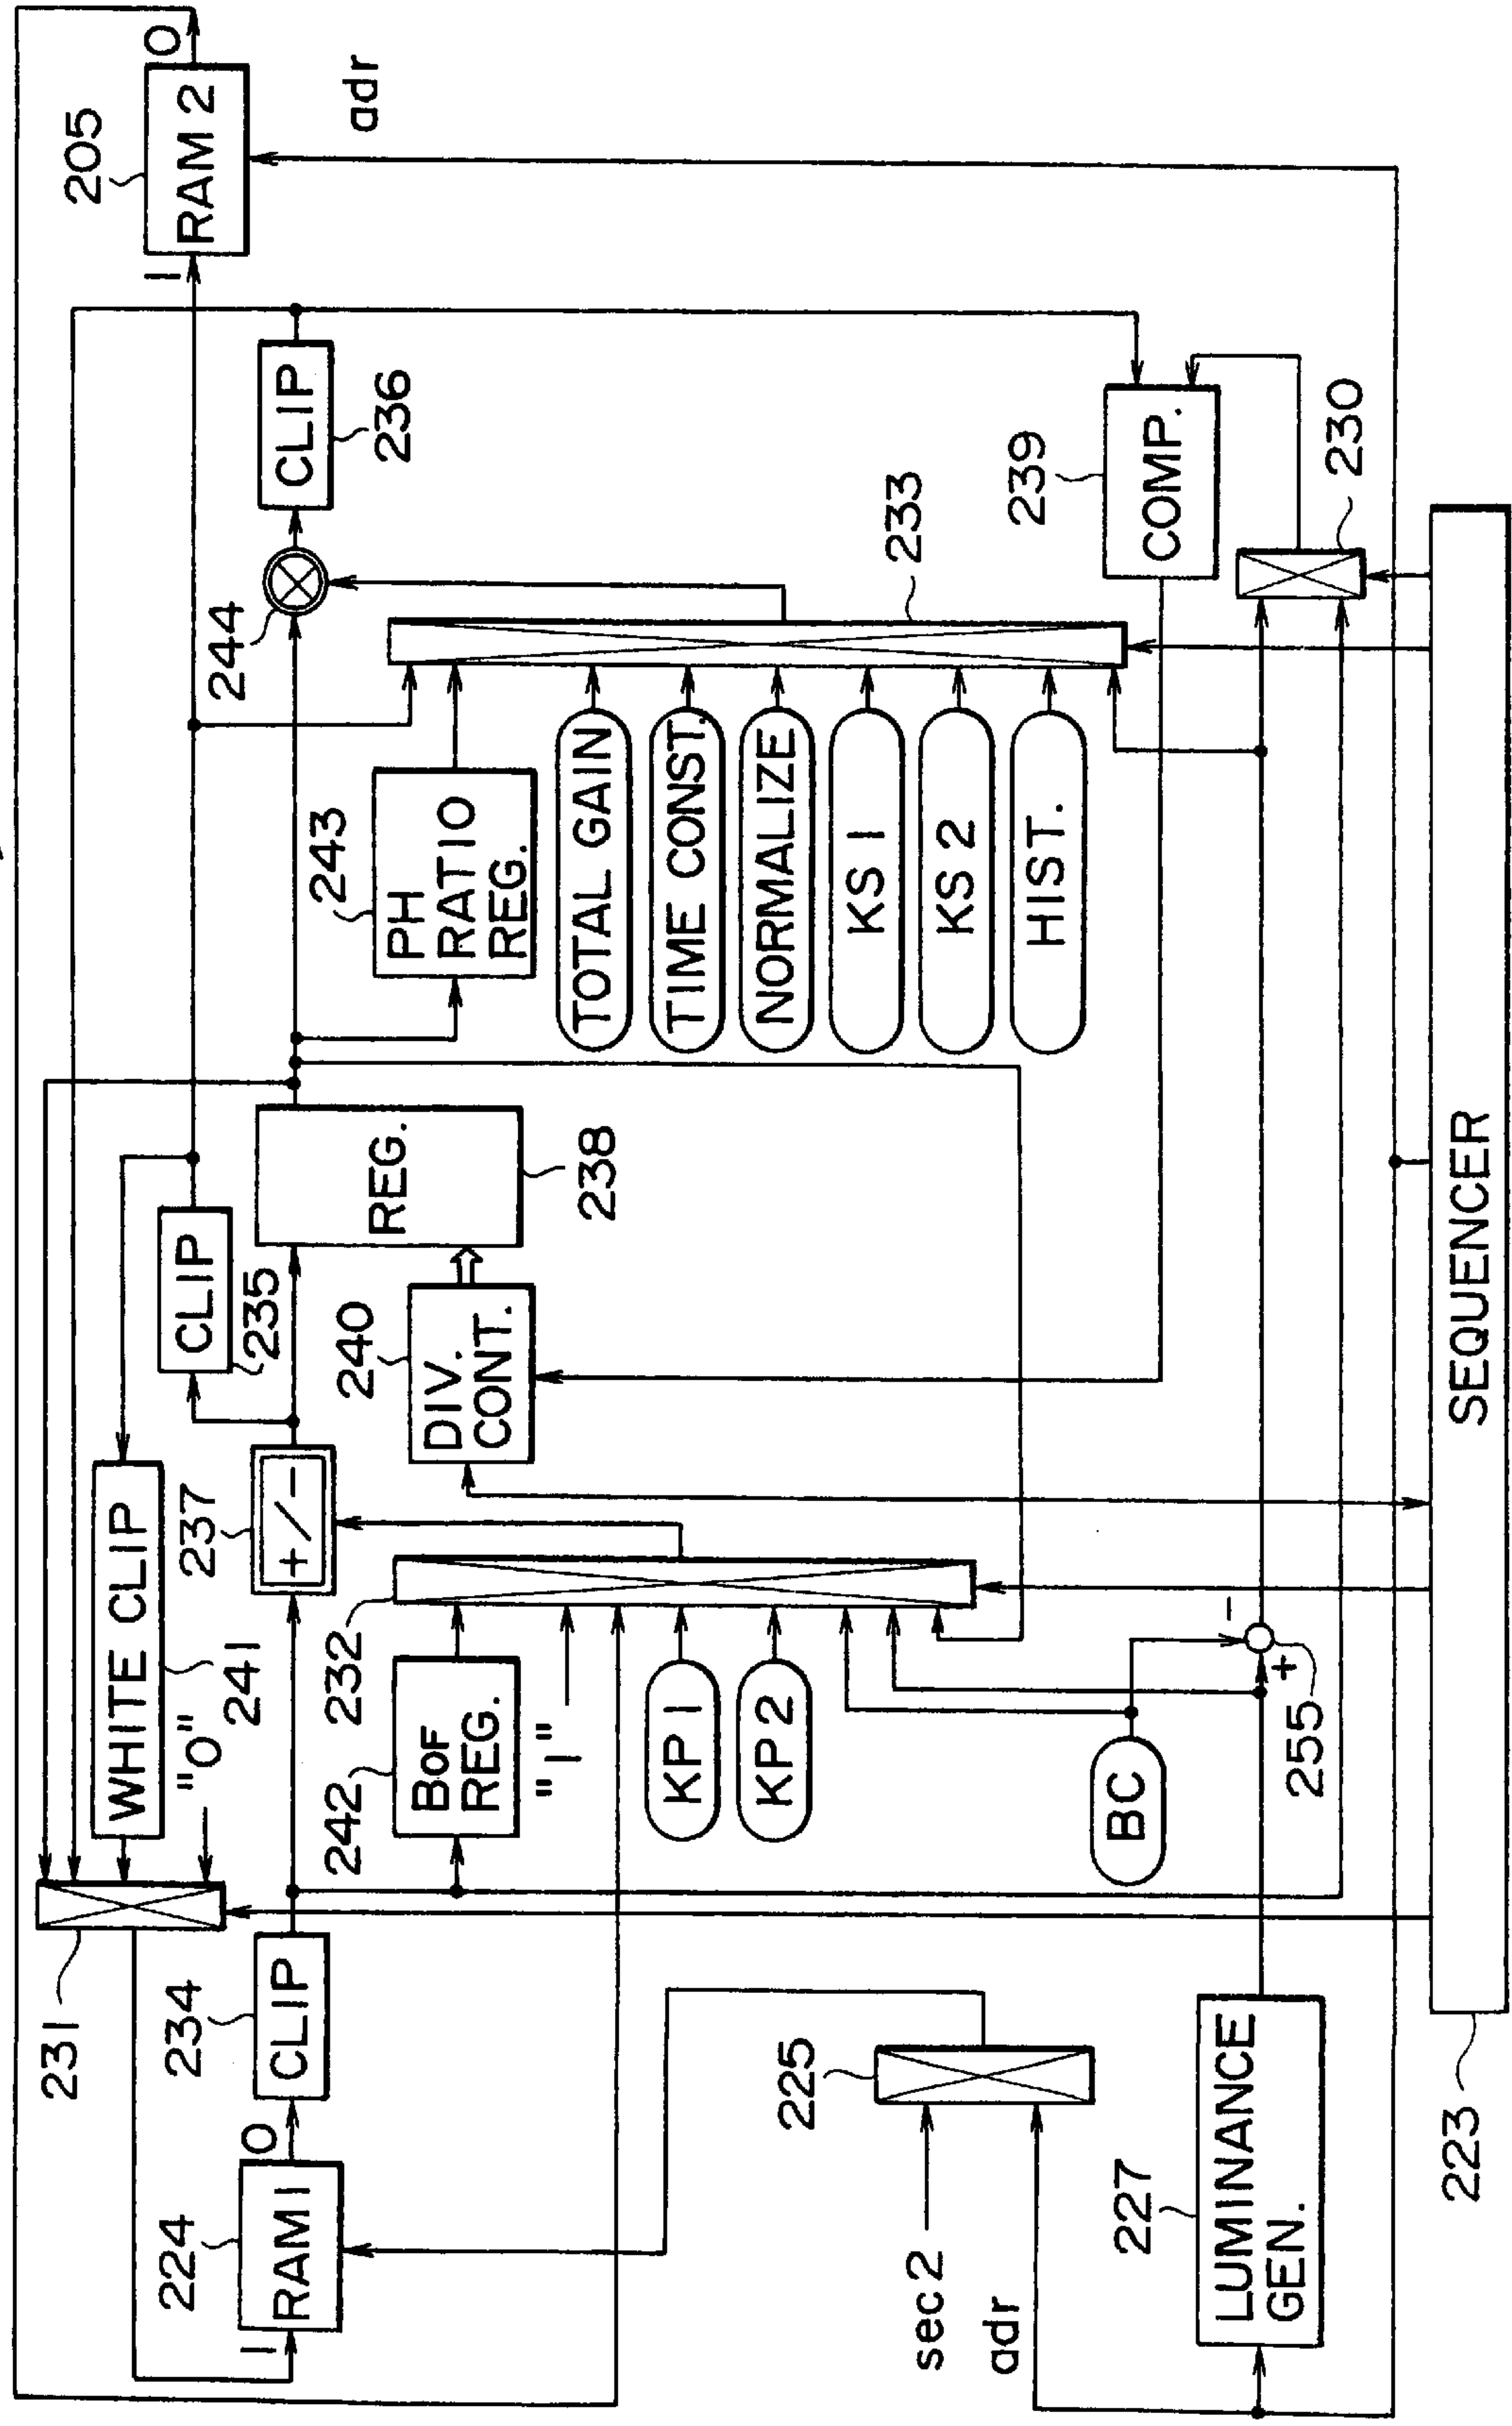 205
RAM 2
I
O
adr
CLIP
236
244
233
239
COMP.
230
243
PH
RATIO
REG.
TOTAL GAIN
TIME CONST.
NORMALIZE
KS 1
KS 2
HIST.
CLIP
235
REG.
238
240
DIV.
CONT.
WHITE CLIP
241
"0"
237
+/-
232
242
BOF
REG.
"1"
KP 1
KP 2
BC
-
+
255
231
234
CLIP
224
RAM 1
I
O
225
sec2
adr
227
LUMINANCE
GEN.
SEQUENCER
223